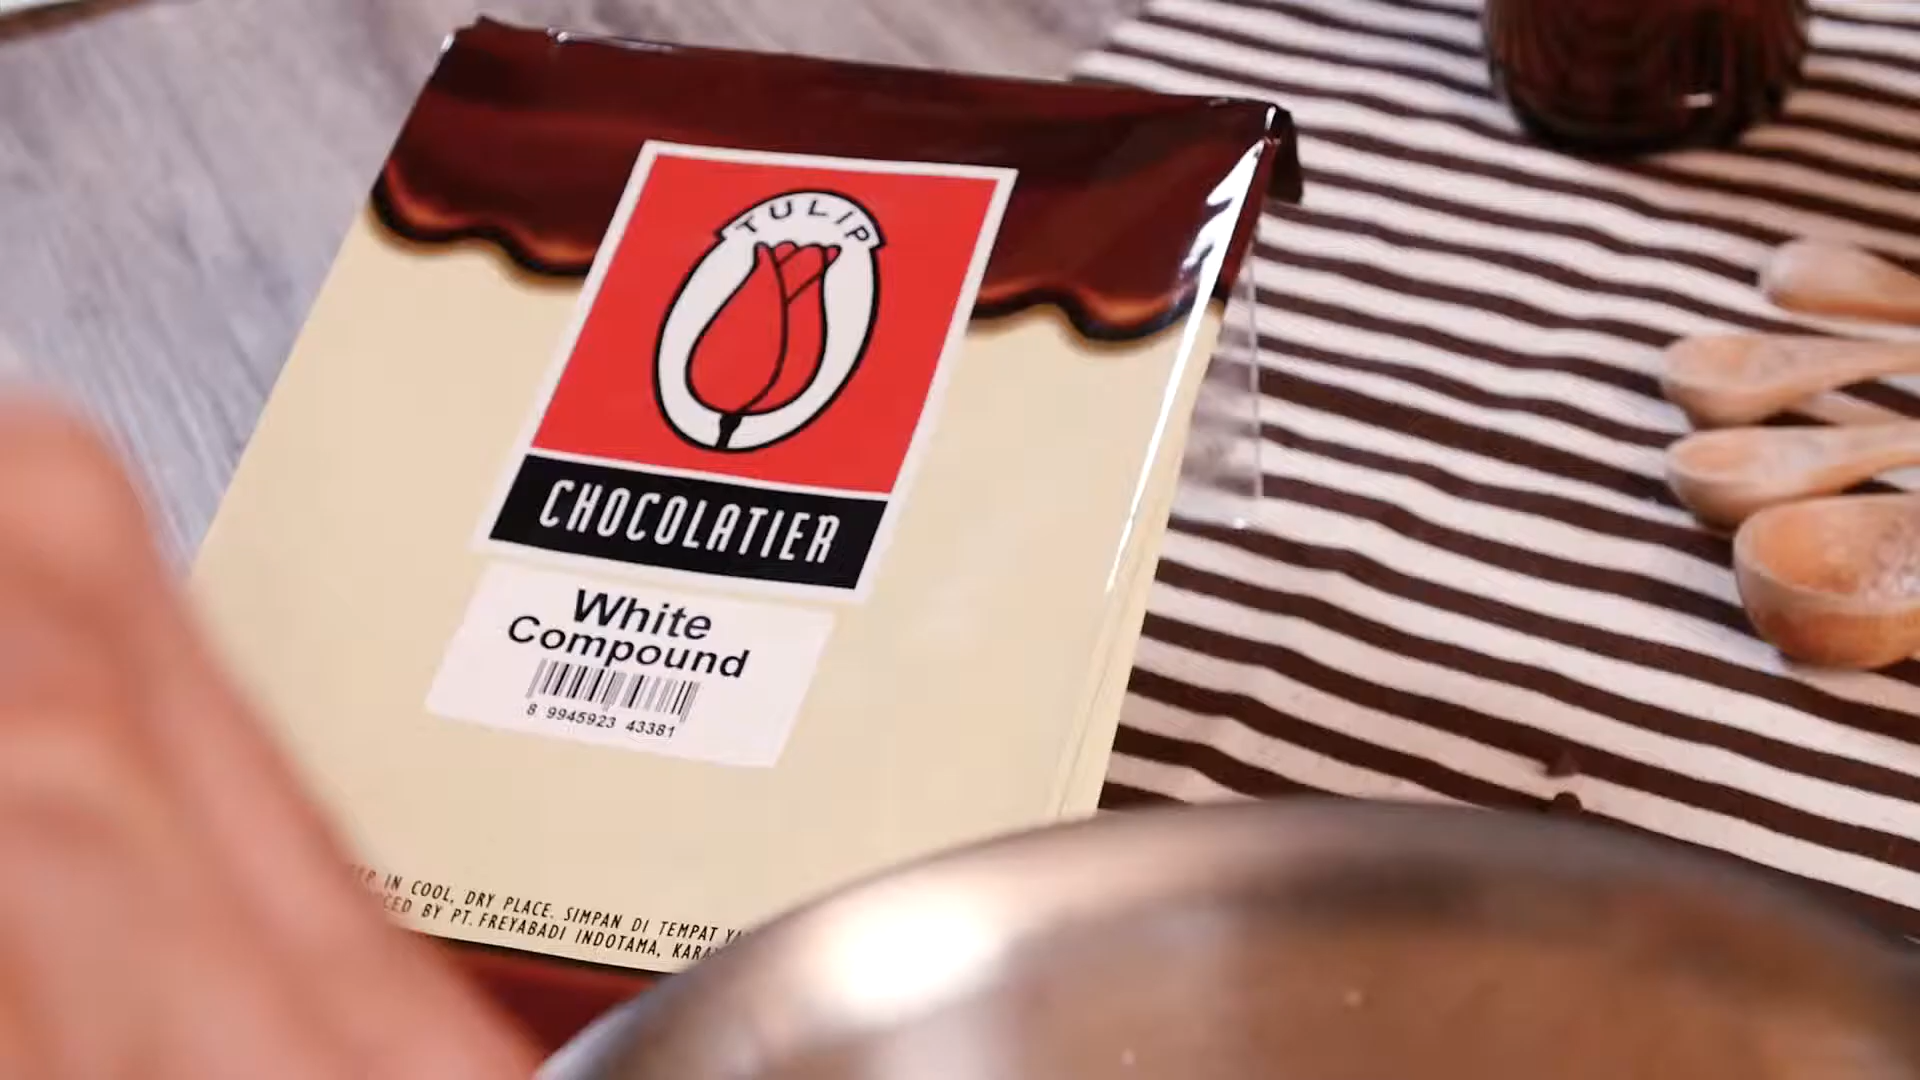 TULIP
CHOCOLATIER
White
Compound
8 9945923 43381
IN COOL, DRY PLACE. SIMPAN DI TEMPAT
BY PT. FREYABADI INDOTAMA,